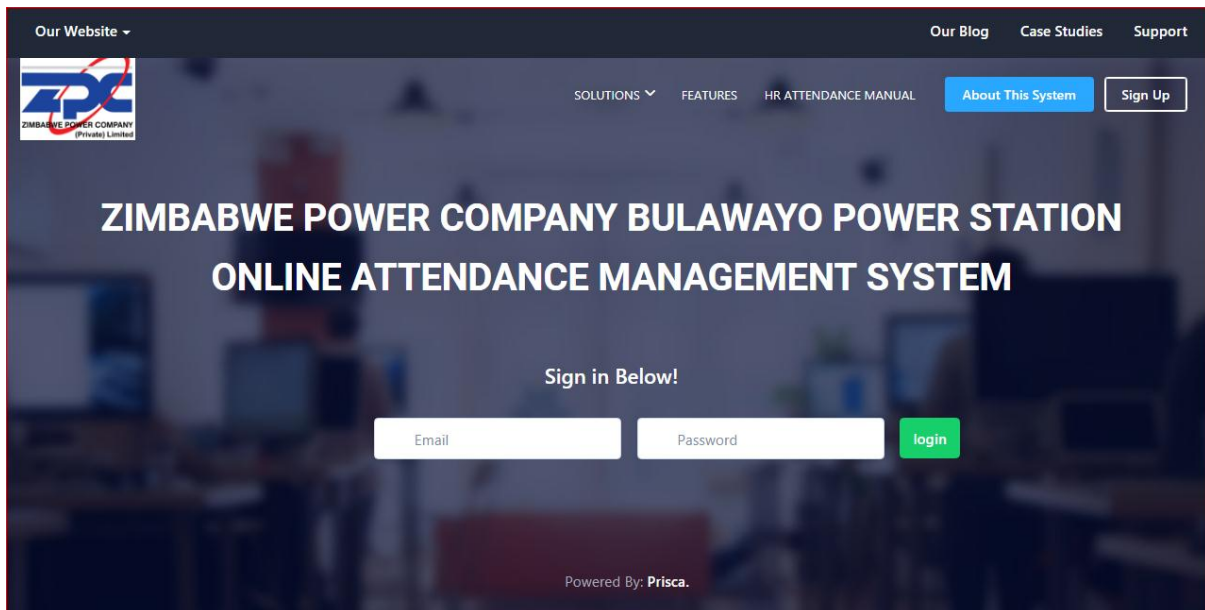 Our Website
Our Blog Case Studies Support
ZPC
ZIMBABWE POWER COMPANY
(Private) Limited
SOLUTIONS FEATURES HR ATTENDANCE MANUAL About This System Sign Up
ZIMBABWE POWER COMPANY BULAWAYO POWER STATION
ONLINE ATTENDANCE MANAGEMENT SYSTEM
Sign in Below!
Email Password login
Powered By: Prisca.